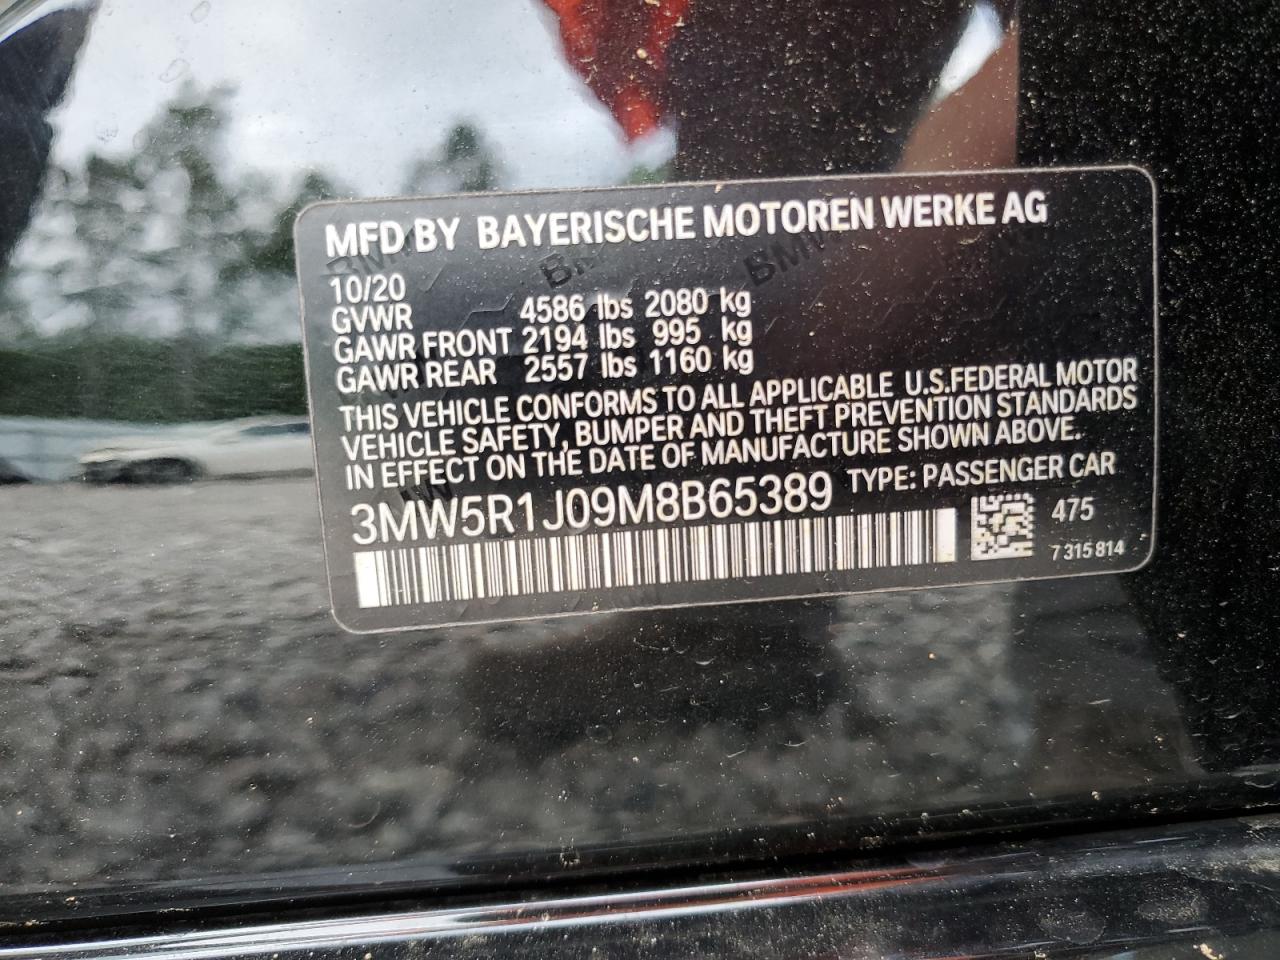 MFD BY BAYERISCHE MOTOREN WERKE AG
10/20
GVWR 4586 lbs 2080 kg
GAWR FRONT 2194 lbs 995 kg
GAWR REAR 2557 lbs 1160 kg
THIS VEHICLE CONFORMS TO ALL APPLICABLE U.S.FEDERAL MOTOR
VEHICLE SAFETY, BUMPER AND THEFT PREVENTION STANDARDS
IN EFFECT ON THE DATE OF MANUFACTURE SHOWN ABOVE.
3MW5R1J09M8B65389 TYPE: PASSENGER CAR
475
7 315 814